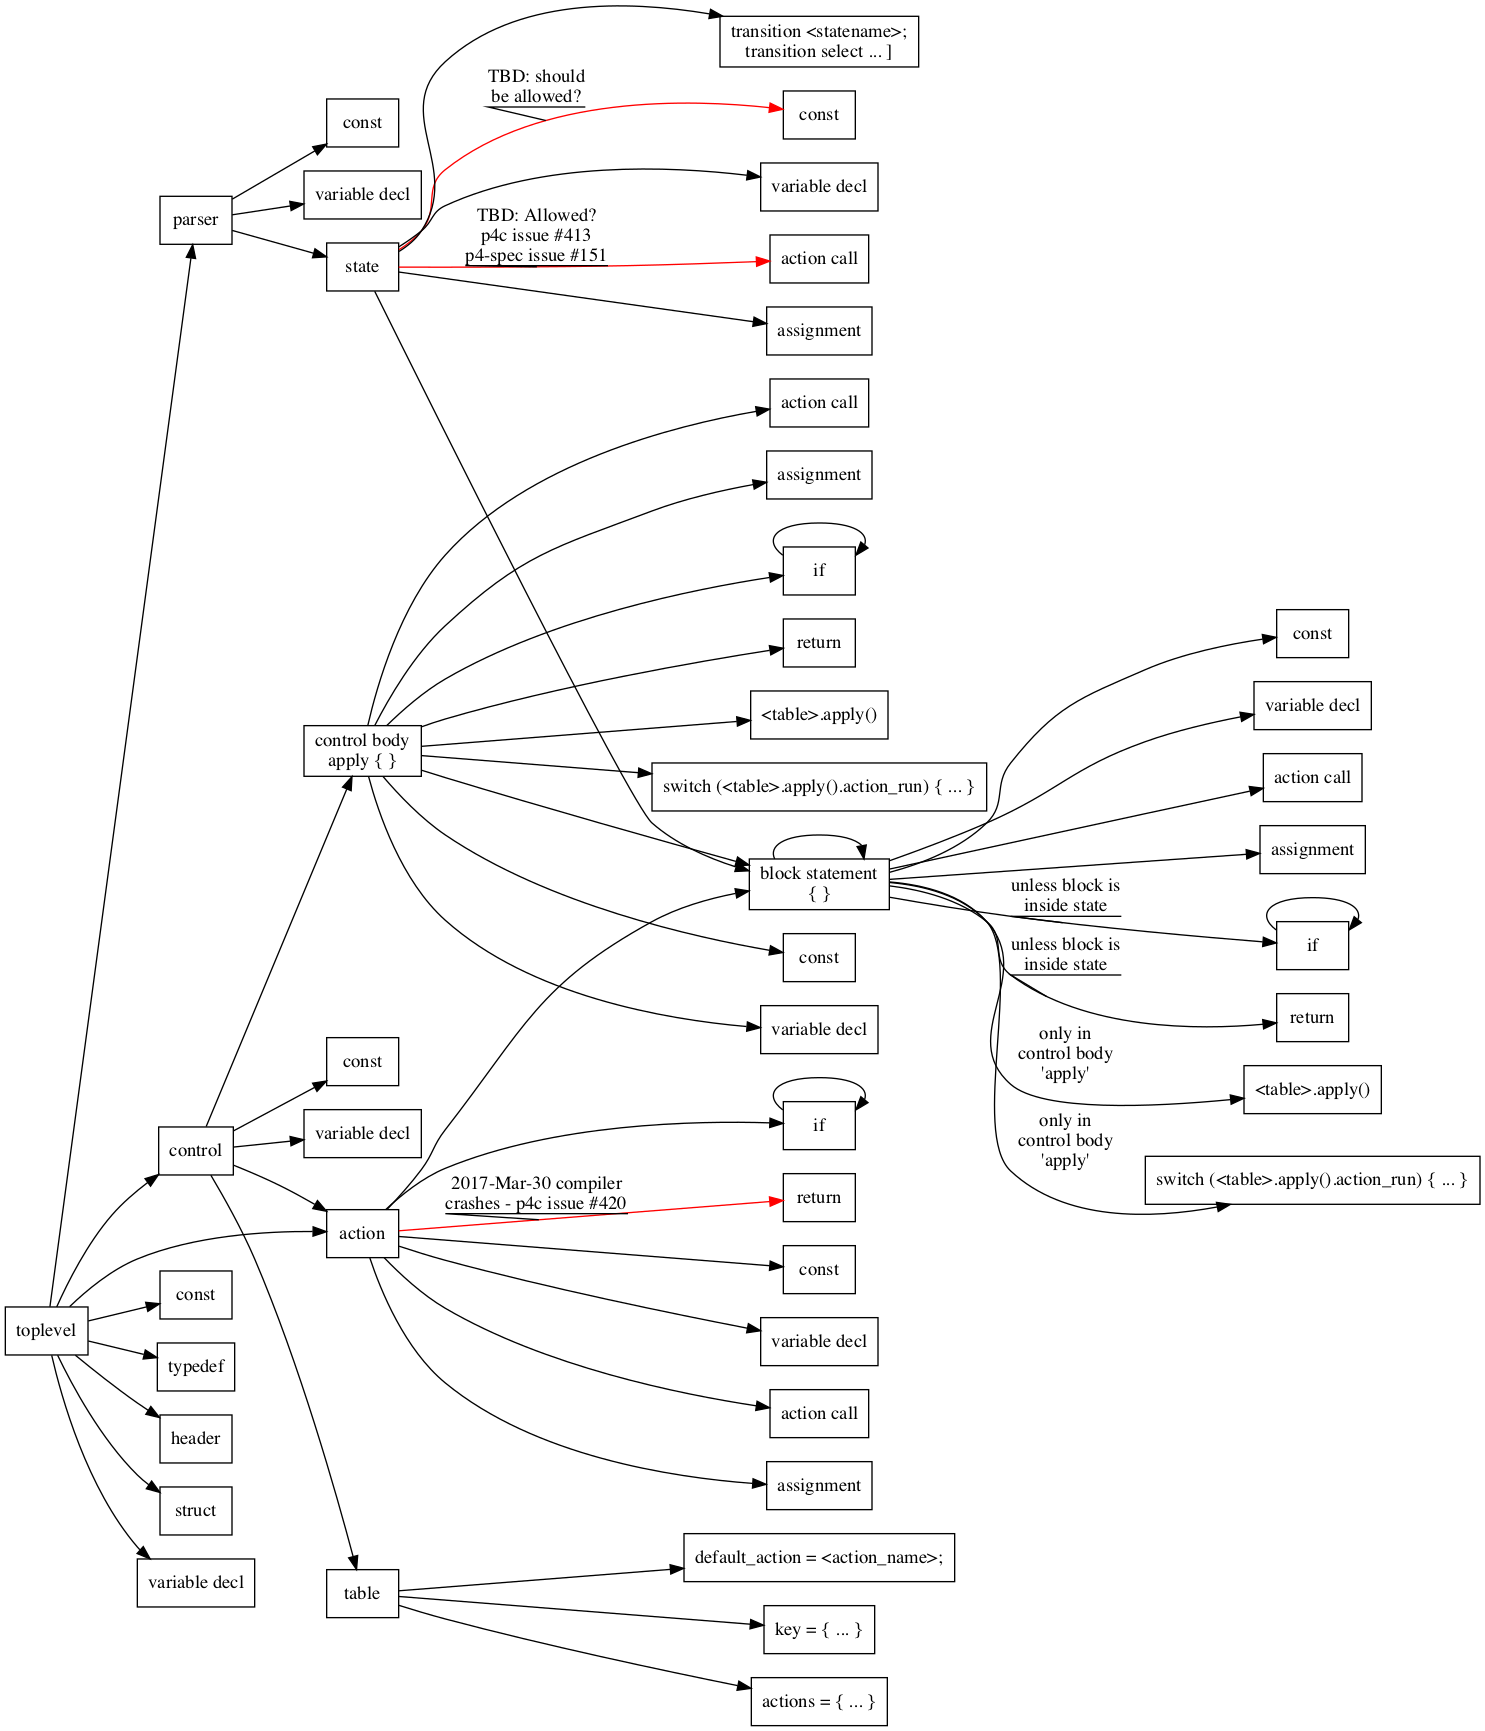 transition <statename>;
transition select ... ]
TBD: should
be allowed?
const
const
variable decl
variable decl
parser
TBD: Allowed?
p4c issue #413
p4-spec issue #151
state
action call
assignment
action call
assignment
if
return
<table>.apply()
control body
apply { }
switch (<table>.apply().action_run) { ... }
block statement
{ }
const
variable decl
const
variable decl
action call
assignment
unless block is
inside state
if
unless block is
inside state
return
only in
control body
'apply'
<table>.apply()
only in
control body
'apply'
switch (<table>.apply().action_run) { ... }
const
variable decl
control
if
2017-Mar-30 compiler
crashes - p4c issue #420
return
action
const
const
toplevel
variable decl
typedef
action call
header
assignment
struct
default_action = <action_name>;
variable decl
table
key = { ... }
actions = { ... }